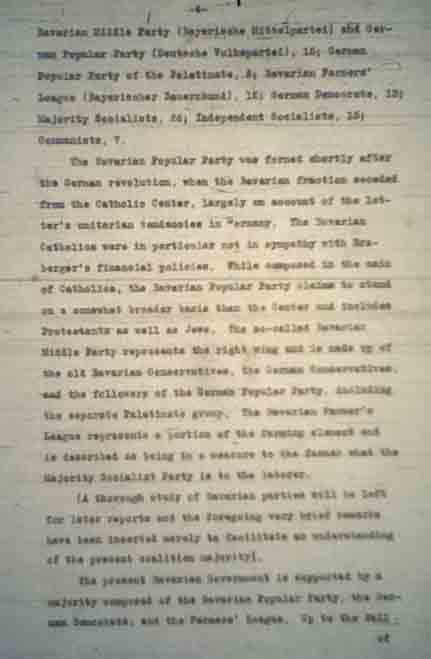 -4-
Bavarian Middle Party (Bayerische Mittelpartei) and Ger-
man Popular Party (Deutsche Volkspartei), 15; German
Popular Party of the Palatinate, 5; Bavarian Farmers'
League (Bayerischer Bauernbund), 12; German Democrats, 13;
Majority Socialists, 26; Independent Socialists, 15;
Communists, 7.
The Bavarian Popular Party was formed shortly after
the German revolution, when the Bavarian fraction seceded
from the Catholic Center, largely on account of the lat-
ter's unitarian tendencies in Germany. The Bavarian
Catholics were in particular not in sympathy with Erz-
berger's financial policies. While composed in the main
of Catholics, the Bavarian Popular Party claims to stand
on a somewhat broader basis than the Center and includes
Protestants as well as Jews. The so-called Bavarian
Middle Party represents the right wing and is made up of
the old Bavarian Conservatives, the German Conservatives,
and the followers of the German Popular Party, including
the separate Palatinate group. The Bavarian Farmer's
League represents a portion of the farming element and
is described as being in a measure to the farmer what the
Majority Socialist Party is to the laborer.
(A thorough study of Bavarian parties will be left
for later reports and the foregoing very brief remarks
have been inserted merely to facilitate an understanding
of the present coalition majority).
The present Bavarian Government is supported by a
majority composed of the Bavarian Popular Party, the Ger-
man Democrats, and the Farmers' League. Up to the
of